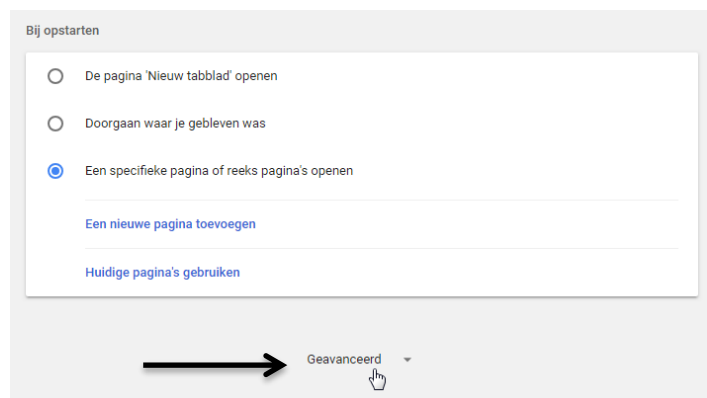 Bij opstarten
De pagina 'Nieuw tabblad' openen
Doorgaan waar je gebleven was
Een specifieke pagina of reeks pagina's openen
Een nieuwe pagina toevoegen
Huidige pagina's gebruiken
Geavanceerd